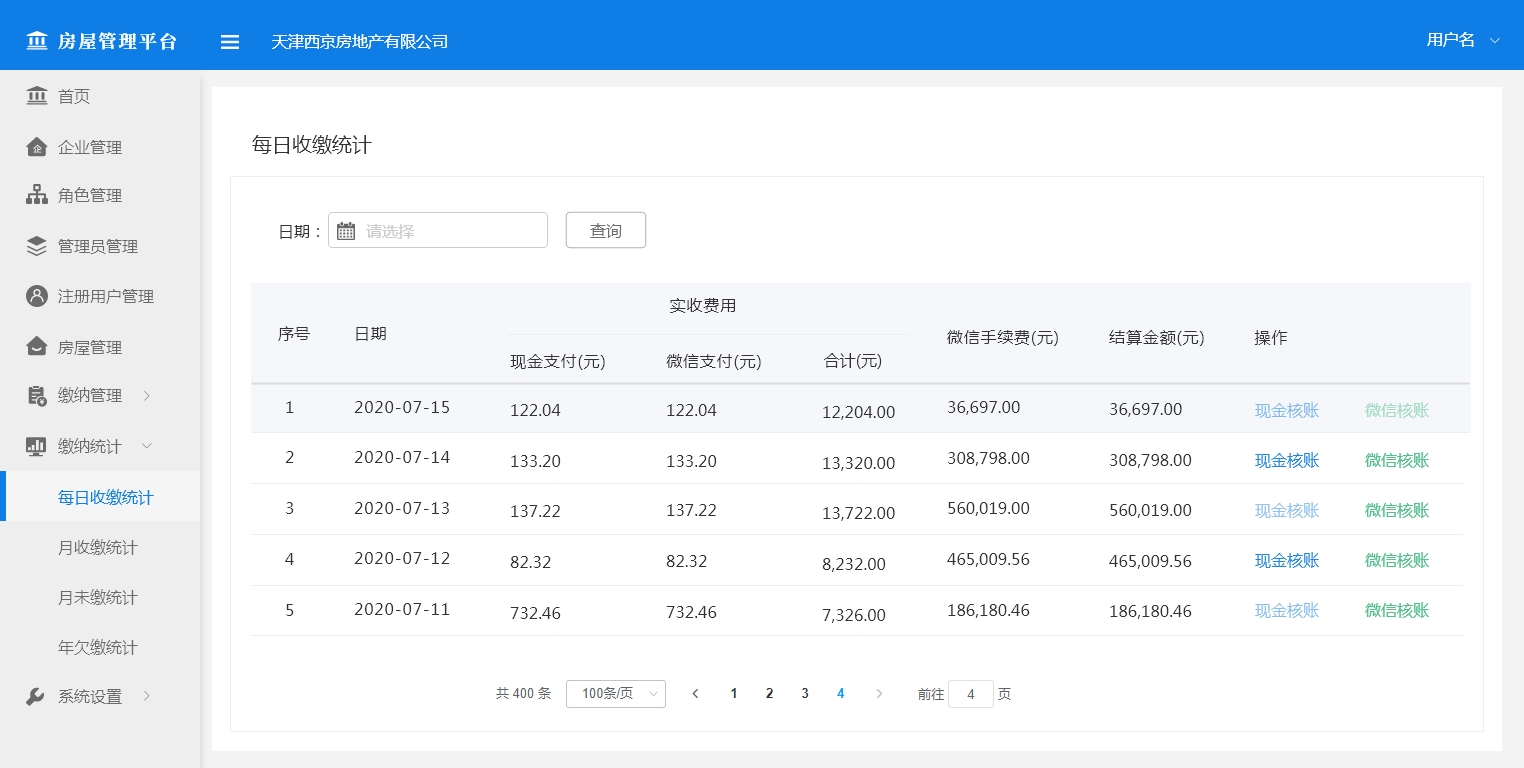 房屋管理平台
天津西京房地产有限公司
用户名
首页
企业管理
角色管理
管理员管理
注册用户管理
房屋管理
缴纳管理
缴纳统计
每日收缴统计
月收缴统计
月未缴统计
年欠缴统计
系统设置
每日收缴统计
日期：
请选择
查询
序号 日期 实收费用 微信手续费(元) 结算金额(元) 操作
现金支付(元) 微信支付(元) 合计(元)
1 2020-07-15 122.04 122.04 12,204.00 36,697.00 36,697.00 现金核账 微信核账
2 2020-07-14 133.20 133.20 13,320.00 308,798.00 308,798.00 现金核账 微信核账
3 2020-07-13 137.22 137.22 13,722.00 560,019.00 560,019.00 现金核账 微信核账
4 2020-07-12 82.32 82.32 8,232.00 465,009.56 465,009.56 现金核账 微信核账
5 2020-07-11 732.46 732.46 7,326.00 186,180.46 186,180.46 现金核账 微信核账
共 400 条 100条/页 < 1 2 3 4 > 前往 4 页